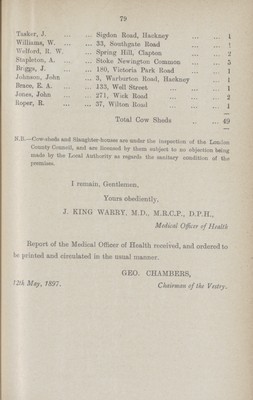 79
Tasker, J. ... ... Sigdon Road, Hackney ... ... 1
Williams, W. ... ... 33, Southgate Road ... ... 1
Welford, R. W. ... Spring Hill, Clapton ... ... 2
Stapleton, A. ... ... Stoke Newington Common ... ... 5
Buggs, J. ... ... 180, Victoria Park Road ... ... 1
Johnson, John ... 3, Warburton Road, Hackney ... 1
Brace, E. A. ... ... 133, Well Street ... ... 1
Jones, John ... ... 271, Wick Road ... ... 2
Roper, R. ... ... 37, Wilton Road ... ... 1
Total Cow Sheds ... ... 49
N.B.—Cow-sheds and Slaughter-houses are under the inspection of the London
County Council, and are licensed by them subject to no objection being
made by the Local Authority as regards the sanitary condition of the
premises.
I remain, Gentlemen,
Yours obediently,
J. KING WARRY, M.D., M.R.C.P., D.P.H.,
Medical Officer of Health
Report of the Medical Officer of Health received, and ordered to
be printed and circulated in the usual manner.
GEO. CHAMBERS,
12th May, 1897. Chairman of the Vestry.